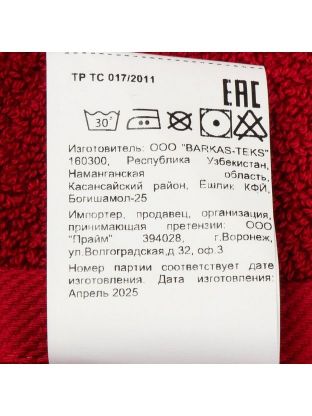 ТР ТС 017/2011
EAC
30°
Изготовитель: ООО "BARKAS-TEKS"
160300, Республика Узбекистан,
Наманганская область,
Касансайский район, Ёшлик КФЙ,
Богишамол-25
Импортер, продавец, организация,
принимающая претензии: ООО
"Прайм" 394028, г.Воронеж,
ул.Волгоградская,д.32, оф.3
Номер партии соответствует дате
изготовления. Дата изготовления:
Апрель 2025